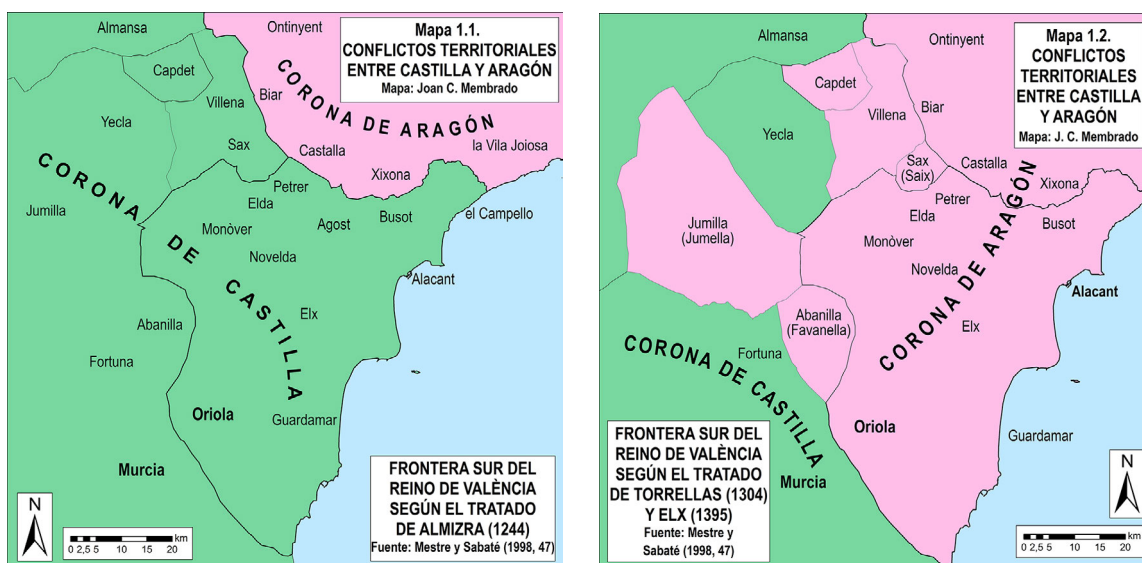 Almansa
Ontinyent
Mapa 1.1.
CONFLICTOS TERRITORIALES
ENTRE CASTILLA Y ARAGÓN
Mapa: Joan C. Membrado
Capdet
Villena
Biar
CORONA DE ARAGÓN
Yecla
Sax
Castalla
la Vila Joiosa
Xixona
CORONA DE CASTILLA
Petrer
Elda
Jumilla
Monòver
Agost
Busot
el Campello
Novelda
Alacant
Elx
Abanilla
Fortuna
Oriola
Guardamar
Murcia
FRONTERA SUR DEL
REINO DE VALÈNCIA
SEGÚN EL TRATADO
DE ALMIZRA (1244)
Fuente: Mestre y Sabaté (1998, 47)
N
km
0 2,5 5 10 15 20
Almansa
Ontinyent
Mapa 1.2.
CONFLICTOS
TERRITORIALES
ENTRE CASTILLA
Y ARAGÓN
Mapa: J. C. Membrado
Capdet
Villena
Biar
Yecla
Sax
(Saix)
Castalla
Xixona
Petrer
Elda
Busot
Jumilla
(Jumella)
Monòver
CORONA DE ARAGÓN
Novelda
Alacant
Abanilla
(Favanella)
Elx
Fortuna
CORONA DE CASTILLA
Oriola
Guardamar
Murcia
FRONTERA SUR DEL
REINO DE VALÈNCIA
SEGÚN EL TRATADO
DE TORRELLAS (1304)
Y ELX (1395)
Fuente: Mestre y
Sabaté (1998, 47)
N
km
0 2,5 5 10 15 20